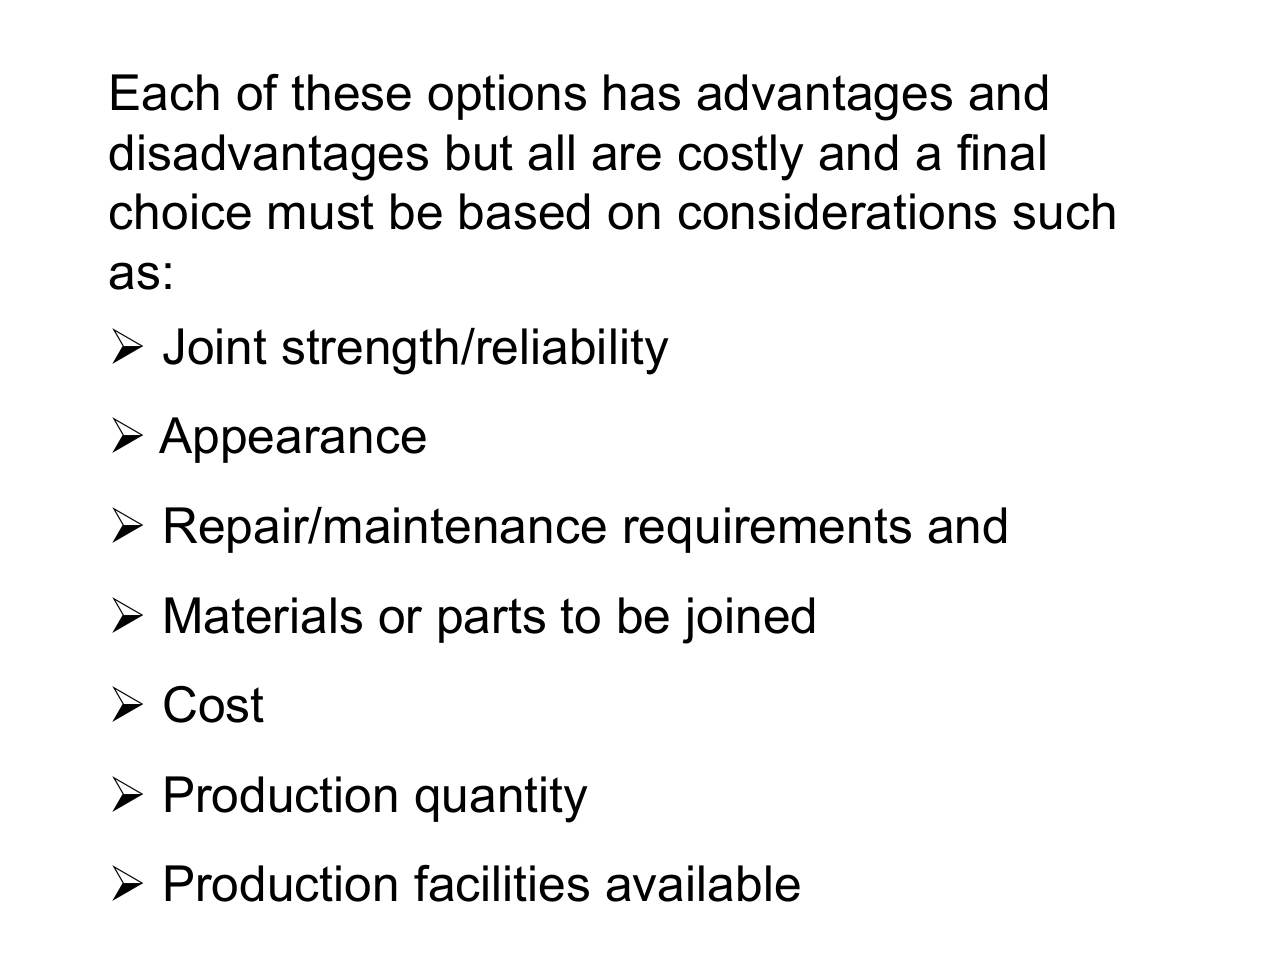 Each of these options has advantages and
disadvantages but all are costly and a final
choice must be based on considerations such
as:
➢ Joint strength/reliability
➢ Appearance
➢ Repair/maintenance requirements and
➢ Materials or parts to be joined
➢ Cost
➢ Production quantity
➢ Production facilities available